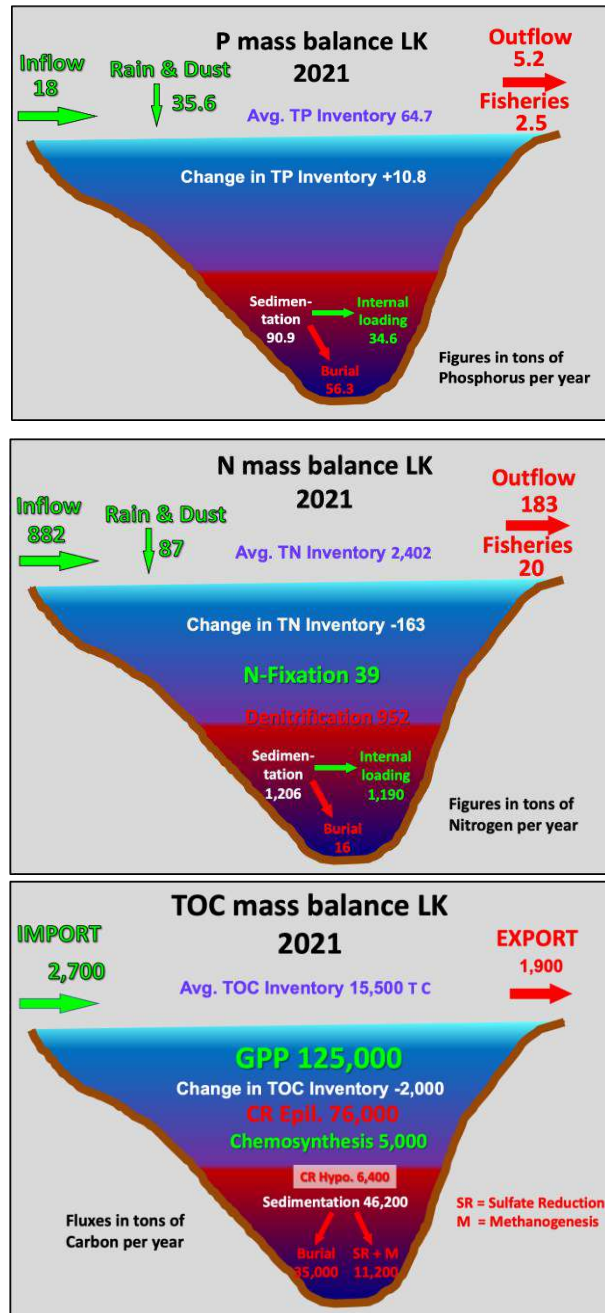 P mass balance LK
2021
Inflow
18
Rain & Dust
35.6
Avg. TP Inventory 64.7
Outflow
5.2
Fisheries
2.5
Change in TP Inventory +10.8
Sedimen-
tation
90.9
Internal
loading
34.6
Burial
56.3
Figures in tons of
Phosphorus per year
N mass balance LK
2021
Inflow
882
Rain & Dust
87
Avg. TN Inventory 2,402
Outflow
183
Fisheries
20
Change in TN Inventory -163
N-Fixation 39
Denitrification 952
Sedimen-
tation
1,206
Internal
loading
1,190
Burial
16
Figures in tons of
Nitrogen per year
TOC mass balance LK
2021
IMPORT
2,700
Avg. TOC Inventory 15,500 T C
EXPORT
1,900
GPP 125,000
Change in TOC Inventory -2,000
CR Epil. 76,000
Chemosynthesis 5,000
CR Hypo. 6,400
Sedimentation 46,200
Burial
35,000
SR + M
11,200
Fluxes in tons of
Carbon per year
SR = Sulfate Reduction
M = Methanogenesis